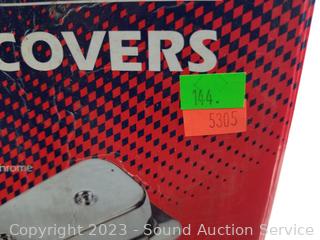 COVERS
144.
5305
hrome
Copyright © 2023 - Sound Auction Service